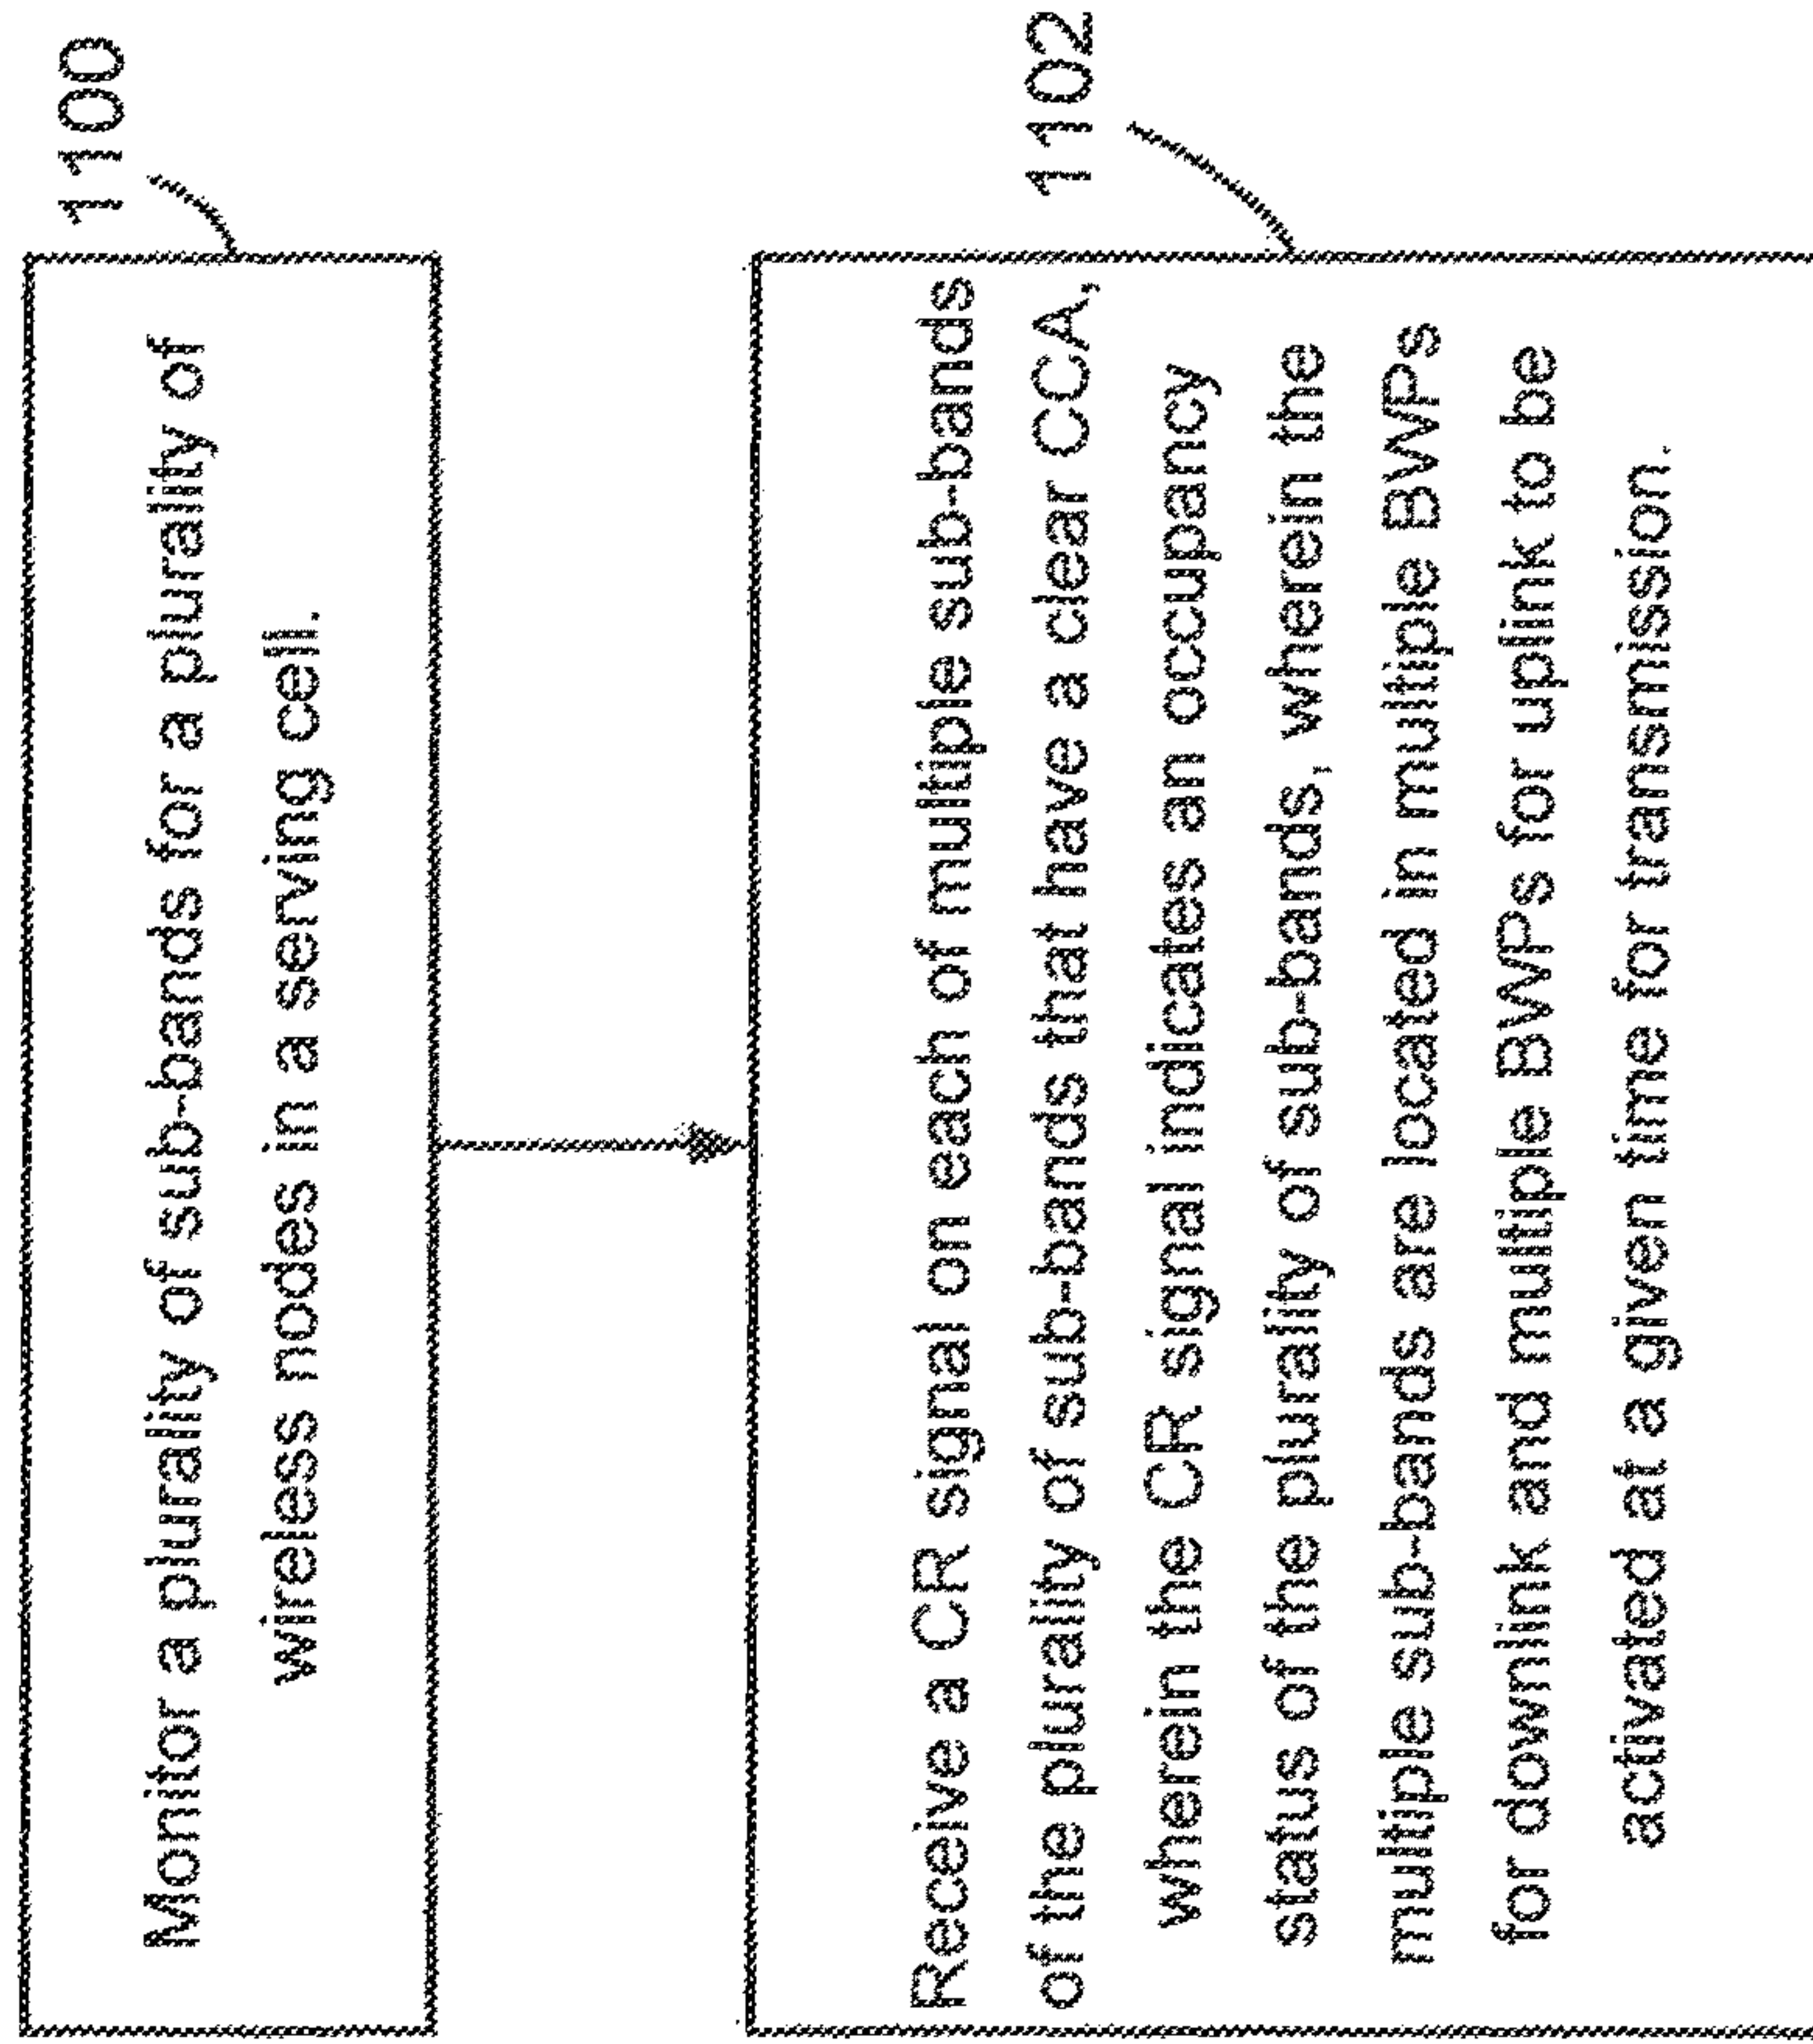 1100
Monitor a plurality of sub-bands for a plurality of
wireless nodes in a serving cell.
1102
Receive a CR signal on each of multiple sub-bands
of the plurality of sub-bands that have a clear CCA,
wherein the CR signal indicates an occupancy
status of the plurality of sub-bands, wherein the
multiple sub-bands are located in multiple BWPs
for downlink and multiple BWPs for uplink to be
activated at a given time for transmission.